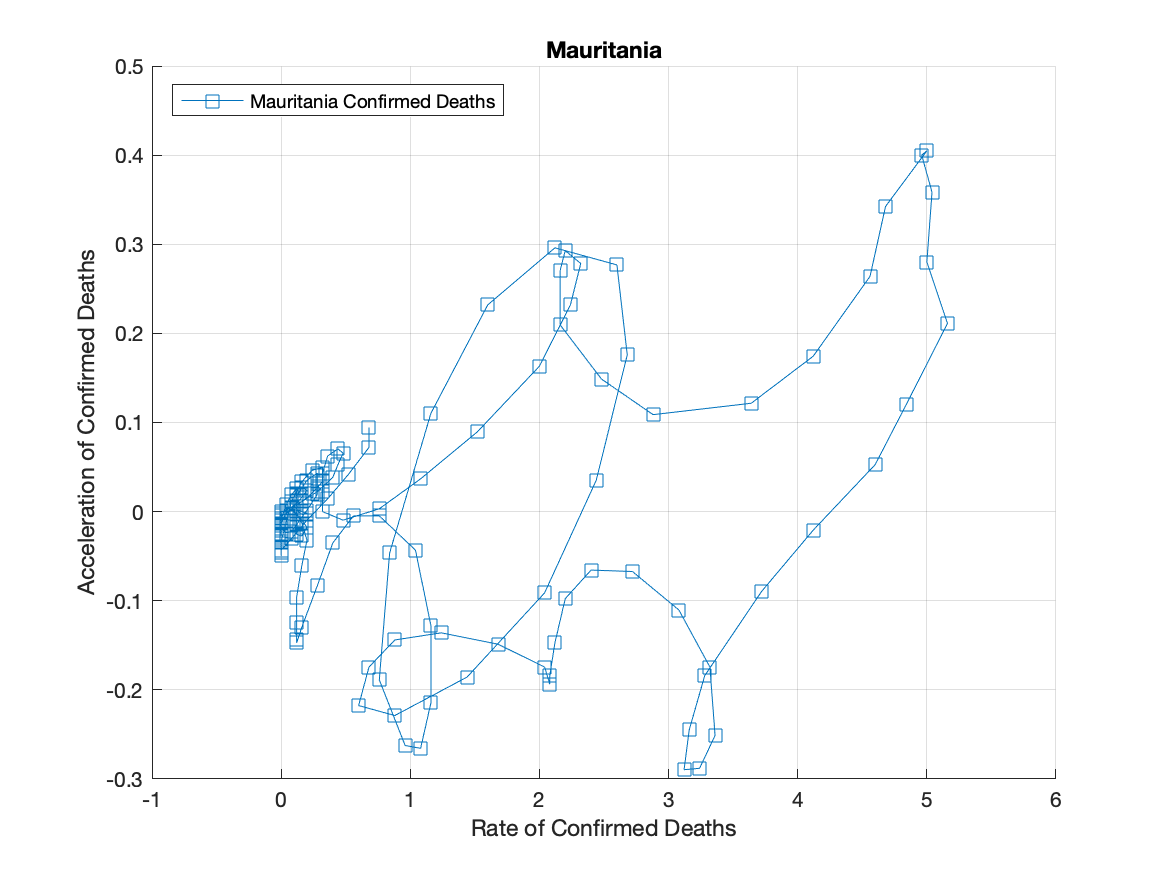 Mauritania
Mauritania Confirmed Deaths
0.5
0.4
0.3
0.2
0.1
0
-0.1
-0.2
-0.3
Acceleration of Confirmed Deaths
-1 0 1 2 3 4 5 6
Rate of Confirmed Deaths